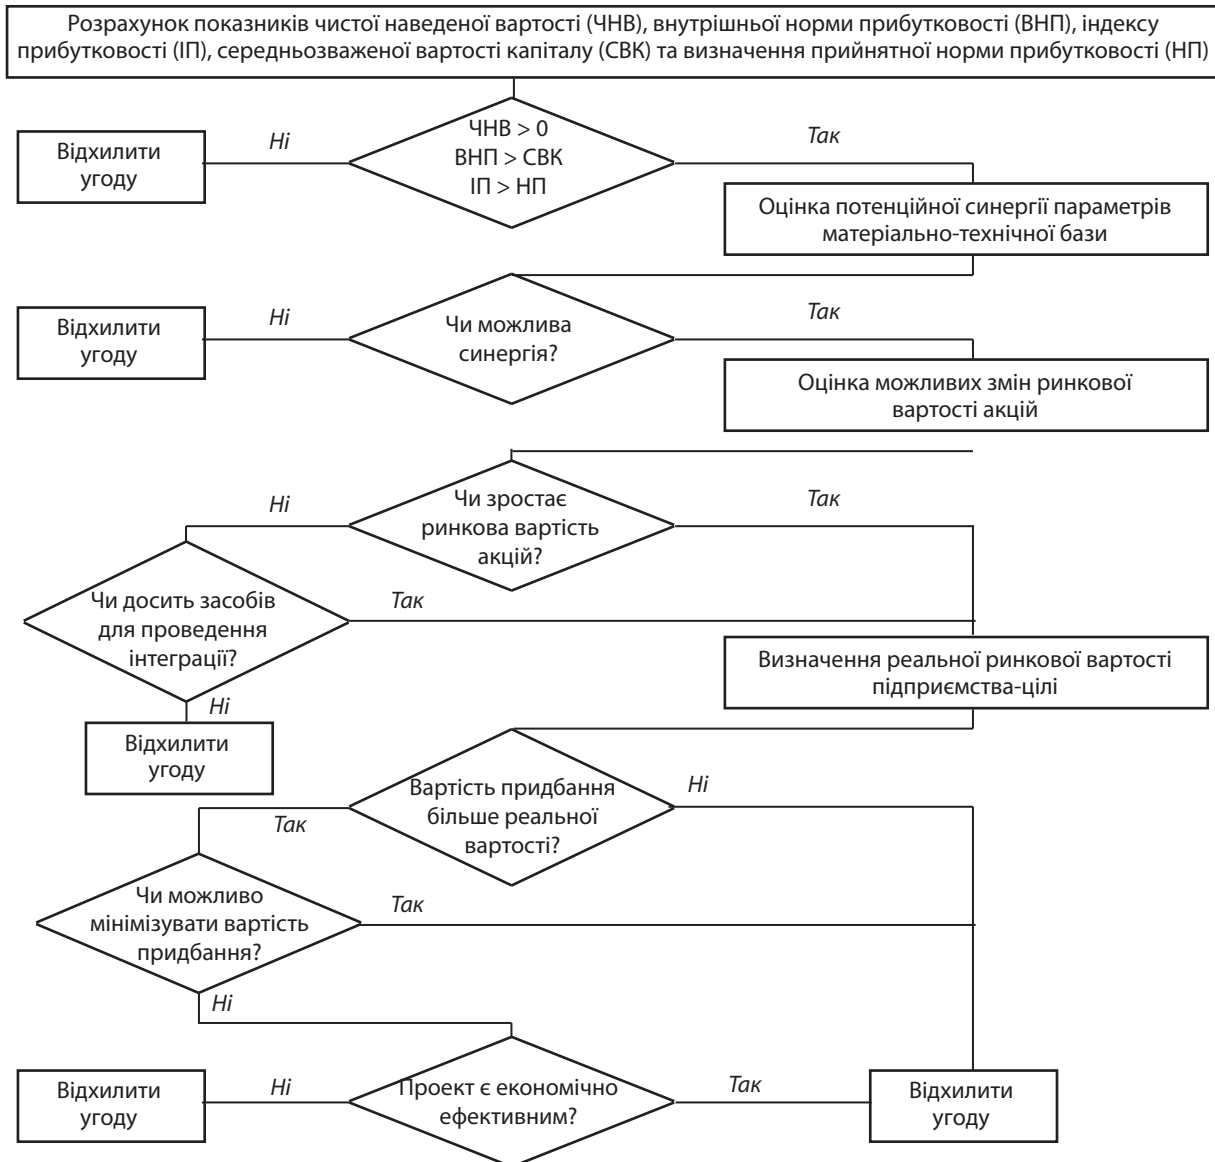 Розрахунок показників чистої наведеної вартості (ЧНВ), внутрішньої норми прибутковості (ВНП), індексу
прибутковості (ІП), середньозваженої вартості капіталу (СВК) та визначення прийнятної норми прибутковості (НП)
Ні
ЧНВ > 0
ВНП > СВК
ІП > НП
Так
Відхилити
угоду
Оцінка потенційної синергії параметрів
матеріально-технічної бази
Ні
Чи можлива
синергія?
Так
Відхилити
угоду
Оцінка можливих змін ринкової
вартості акцій
Ні
Чи зростає
ринкова вартість
акцій?
Так
Чи досить засобів
для проведення
інтеграції?
Так
Визначення реальної ринкової вартості
підприємства-цілі
Ні
Відхилити
угоду
Вартість придбання
більше реальної
вартості?
Ні
Так
Чи можливо
мінімізувати вартість
придбання?
Так
Ні
Відхилити
угоду
Ні
Проект є економічно
ефективним?
Так
Відхилити
угоду